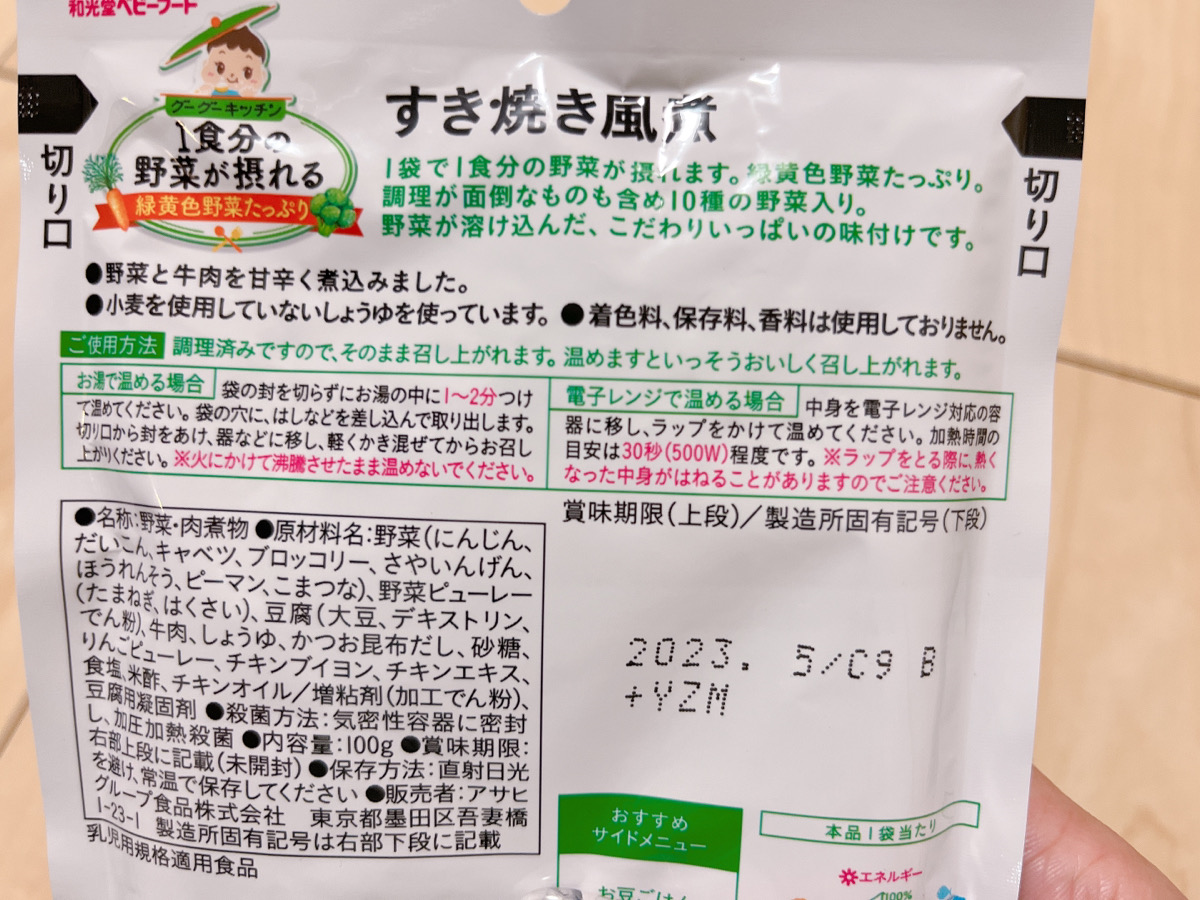 和光堂ベビーフード
グーグーキッチン
1食分の
野菜が摂れる
緑黄色野菜たっぷり
切り口
切り口
すき焼き風煮
1袋で1食分の野菜が摂れます。緑黄色野菜たっぷり。
調理が面倒なものも含め10種の野菜入り。
野菜が溶け込んだ、こだわりいっぱいの味付けです。
●野菜と牛肉を甘辛く煮込みました。
●小麦を使用していないしょうゆを使っています。 ●着色料、保存料、香料は使用しておりません。
ご使用方法 調理済みですので、そのまま召し上がれます。温めますといっそうおいしく召し上がれます。
お湯で温める場合 袋の封を切らずにお湯の中に1〜2分つけ
て温めてください。袋の穴に、はしなどを差し込んで取り出します。
切り口から封をあけ、器などに移し、軽くかき混ぜてからお召し
上がりください。※火にかけて沸騰させたまま温めないでください。
電子レンジで温める場合 中身を電子レンジ対応の容
器に移し、ラップをかけて温めてください。加熱時間の
目安は30秒(500W)程度です。※ラップをとる際に、熱く
なった中身がはねることがありますのでご注意ください。
●名称:野菜・肉煮物 ●原材料名:野菜(にんじん、
だいこん、キャベツ、ブロッコリー、さやいんげん、
ほうれんそう、ピーマン、こまつな)、野菜ピューレー
(たまねぎ、はくさい)、豆腐(大豆、デキストリン、
でん粉)、牛肉、しょうゆ、かつお昆布だし、砂糖、
りんごピューレー、チキンブイヨン、チキンエキス、
食塩、米酢、チキンオイル/増粘剤(加工でん粉)、
豆腐用凝固剤 ●殺菌方法:気密性容器に密封
し、加圧加熱殺菌 ●内容量:100g ●賞味期限:
右部上段に記載(未開封) ●保存方法:直射日光
を避け、常温で保存してください ●販売者:アサヒ
グループ食品株式会社 東京都墨田区吾妻橋
1-23-1 製造所固有記号は右部下段に記載
乳児用規格適用食品
賞味期限(上段)/製造所固有記号(下段)
2023. 5/C9 B
+YZM
おすすめ
サイドメニュー
お豆ごはん
本品1袋当たり
エネルギー
100%